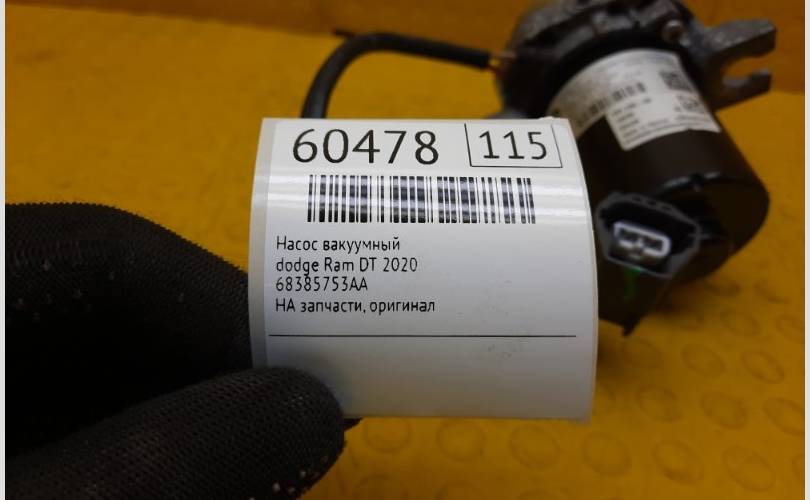 60478 115
Насос вакуумный
dodge Ram DT 2020
68385753AA
НА запчасти, оригинал